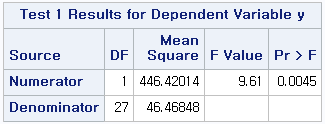 Test 1 Results for Dependent Variable y
Source DF Mean Square F Value Pr > F
Numerator 1 446.42014 9.61 0.0045
Denominator 27 46.46848